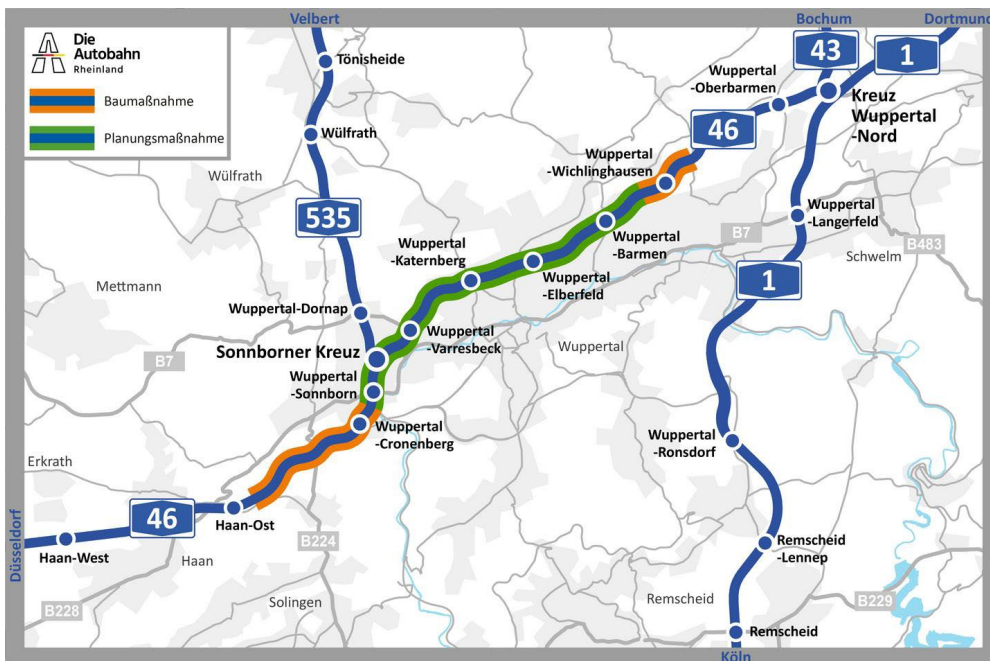 Velbert
Bochum
Dortmund
Die
Autobahn
Rheinland
Baumaßnahme
Planungsmaßnahme
Tönisheide
Wülfrath
Wülfrath
535
43
1
Wuppertal
-Oberbarmen
Kreuz
Wuppertal
-Nord
46
Wuppertal
-Wichlinghausen
Wuppertal
-Langerfeld
B7
B483
Schwelm
Wuppertal
-Barmen
Wuppertal
-Katernberg
Wuppertal
-Elberfeld
1
Mettmann
Wuppertal-Dornap
Wuppertal
-Varresbeck
Sonnborner Kreuz
Wuppertal
B7
Wuppertal
-Sonnborn
Wuppertal
-Cronenberg
Wuppertal
-Ronsdorf
Erkrath
46
Haan-Ost
Düsseldorf
Haan-West
Haan
B224
Remscheid
-Lennep
B228
Solingen
Remscheid
B229
Remscheid
Köln